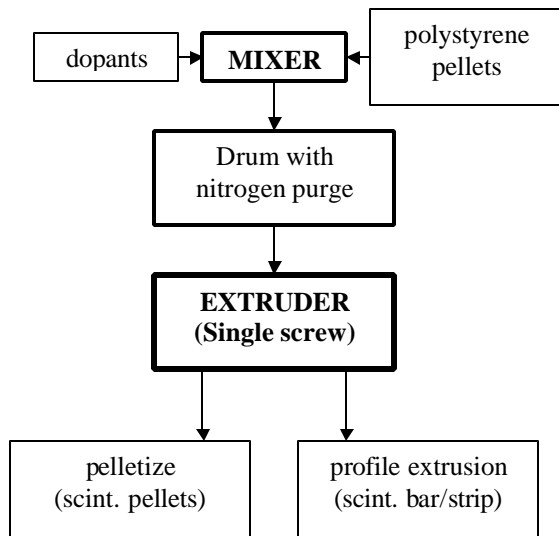 dopants
MIXER
polystyrene
pellets
Drum with
nitrogen purge
EXTRUDER
(Single screw)
pelletize
(scint. pellets)
profile extrusion
(scint. bar/strip)